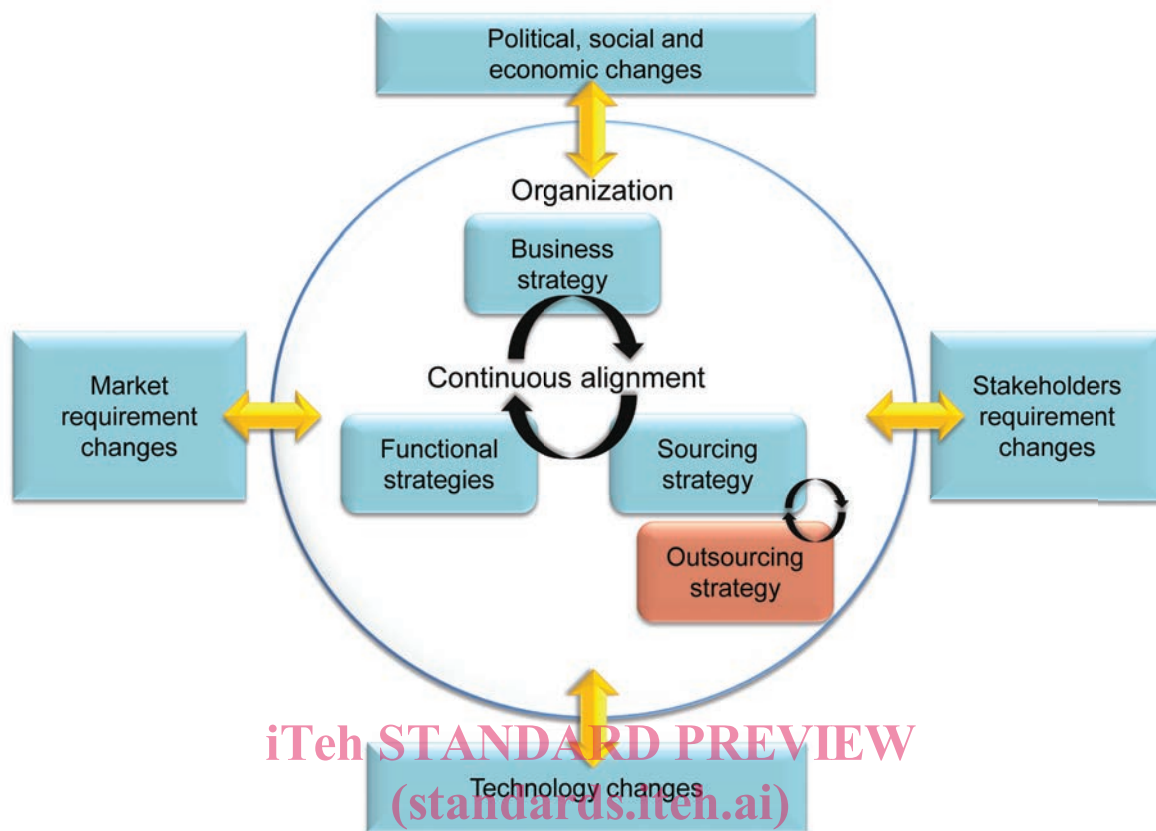 Political, social and
economic changes
Organization
Business
strategy
Market
requirement
changes
Continuous alignment
Stakeholders
requirement
changes
Functional
strategies
Sourcing
strategy
Outsourcing
strategy
iTeh STANDARD PREVIEW
Technology changes
(standards.iteh.ai)